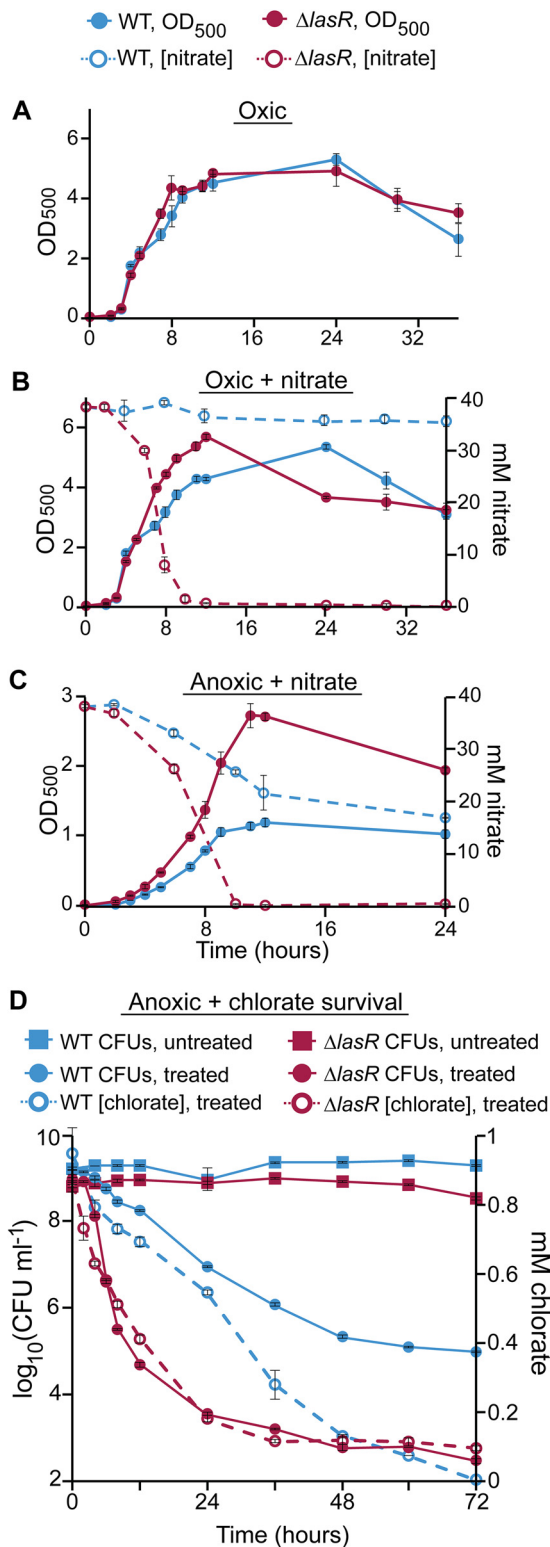 WT, OD500 ΔlasR, OD500
WT, [nitrate] ΔlasR, [nitrate]
A Oxic
6
4
2
0
OD500
0 8 16 24 32
B Oxic + nitrate
6
4
2
0
OD500
40
30
20
10
0
mM nitrate
0 8 16 24 32
C Anoxic + nitrate
3
2
1
0
OD500
40
30
20
10
0
mM nitrate
0 8 16 24
Time (hours)
D Anoxic + chlorate survival
WT CFUs, untreated ΔlasR CFUs, untreated
WT CFUs, treated ΔlasR CFUs, treated
WT [chlorate], treated ΔlasR [chlorate], treated
10
8
6
4
2
log10(CFU ml-1)
1
0.8
0.6
0.4
0.2
0
mM chlorate
0 12 24 48 72
Time (hours)